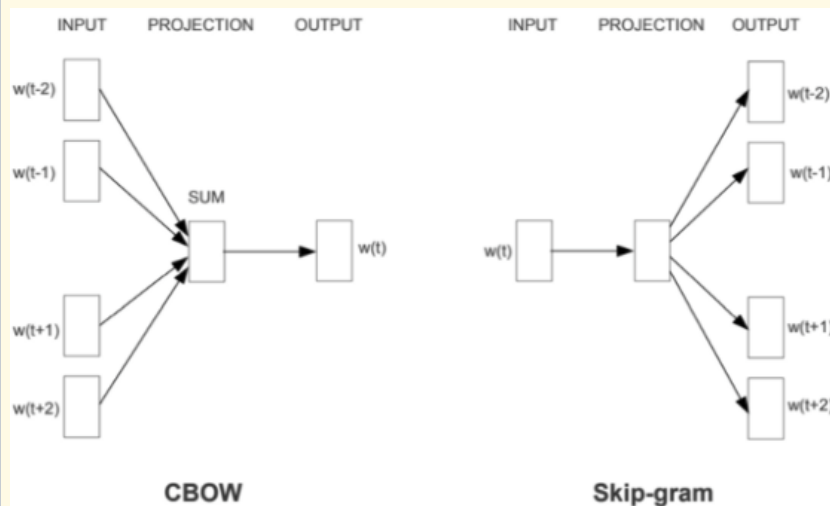 INPUT PROJECTION OUTPUT
w(t-2)
w(t-1)
SUM
w(t)
w(t+1)
w(t+2)
CBOW
INPUT PROJECTION OUTPUT
w(t-2)
w(t-1)
w(t)
w(t+1)
w(t+2)
Skip-gram